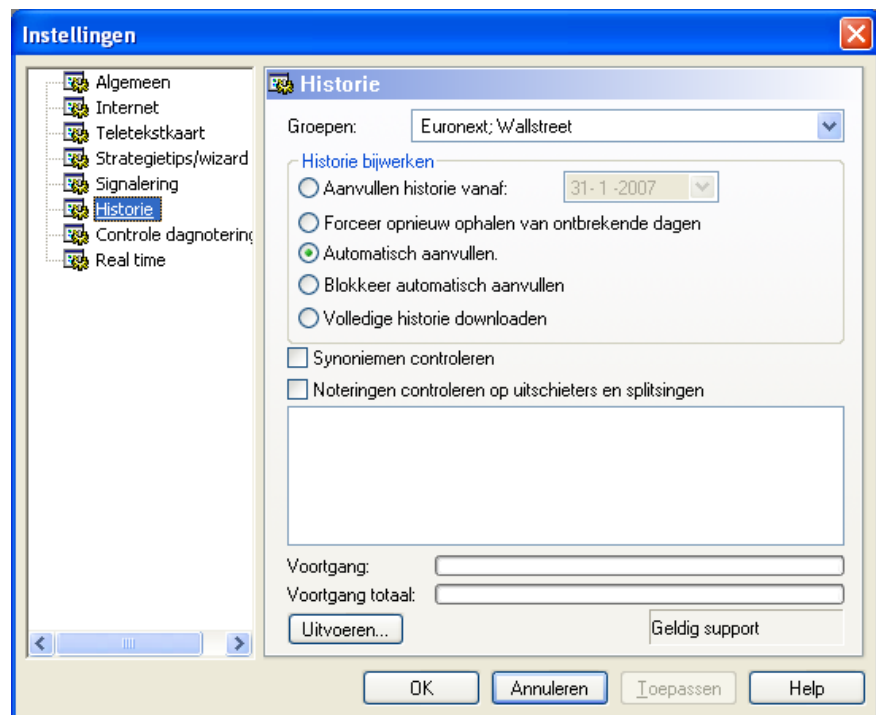 Instellingen
Algemeen
Internet
Teletekstkaart
Strategietips/wizard
Signalering
Historie
Controle dagnotering
Real time
Historie
Groepen: Euronext; Wallstreet
Historie bijwerken
Aanvullen historie vanaf: 31- 1 -2007
Forceer opnieuw ophalen van ontbrekende dagen
Automatisch aanvullen.
Blokkeer automatisch aanvullen
Volledige historie downloaden
Synoniemen controleren
Noteringen controleren op uitschieters en splitsingen
Voortgang:
Voortgang totaal:
Uitvoeren... Geldig support
OK Annuleren Toepassen Help